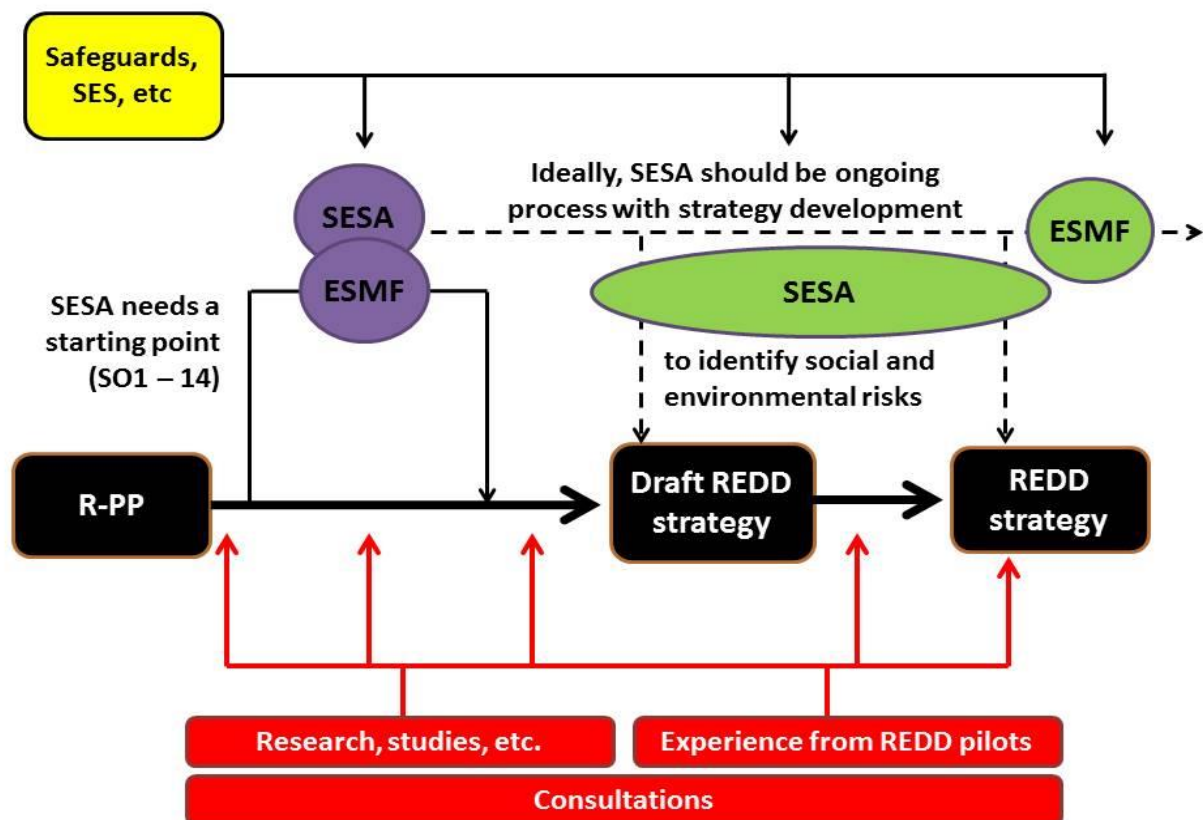 Safeguards,
SES, etc
Ideally, SESA should be ongoing
process with strategy development
SESA
ESMF
ESMF
SESA
SESA needs a
starting point
(SO1 – 14)
to identify social and
environmental risks
R-PP
Draft REDD
strategy
REDD
strategy
Research, studies, etc.
Experience from REDD pilots
Consultations